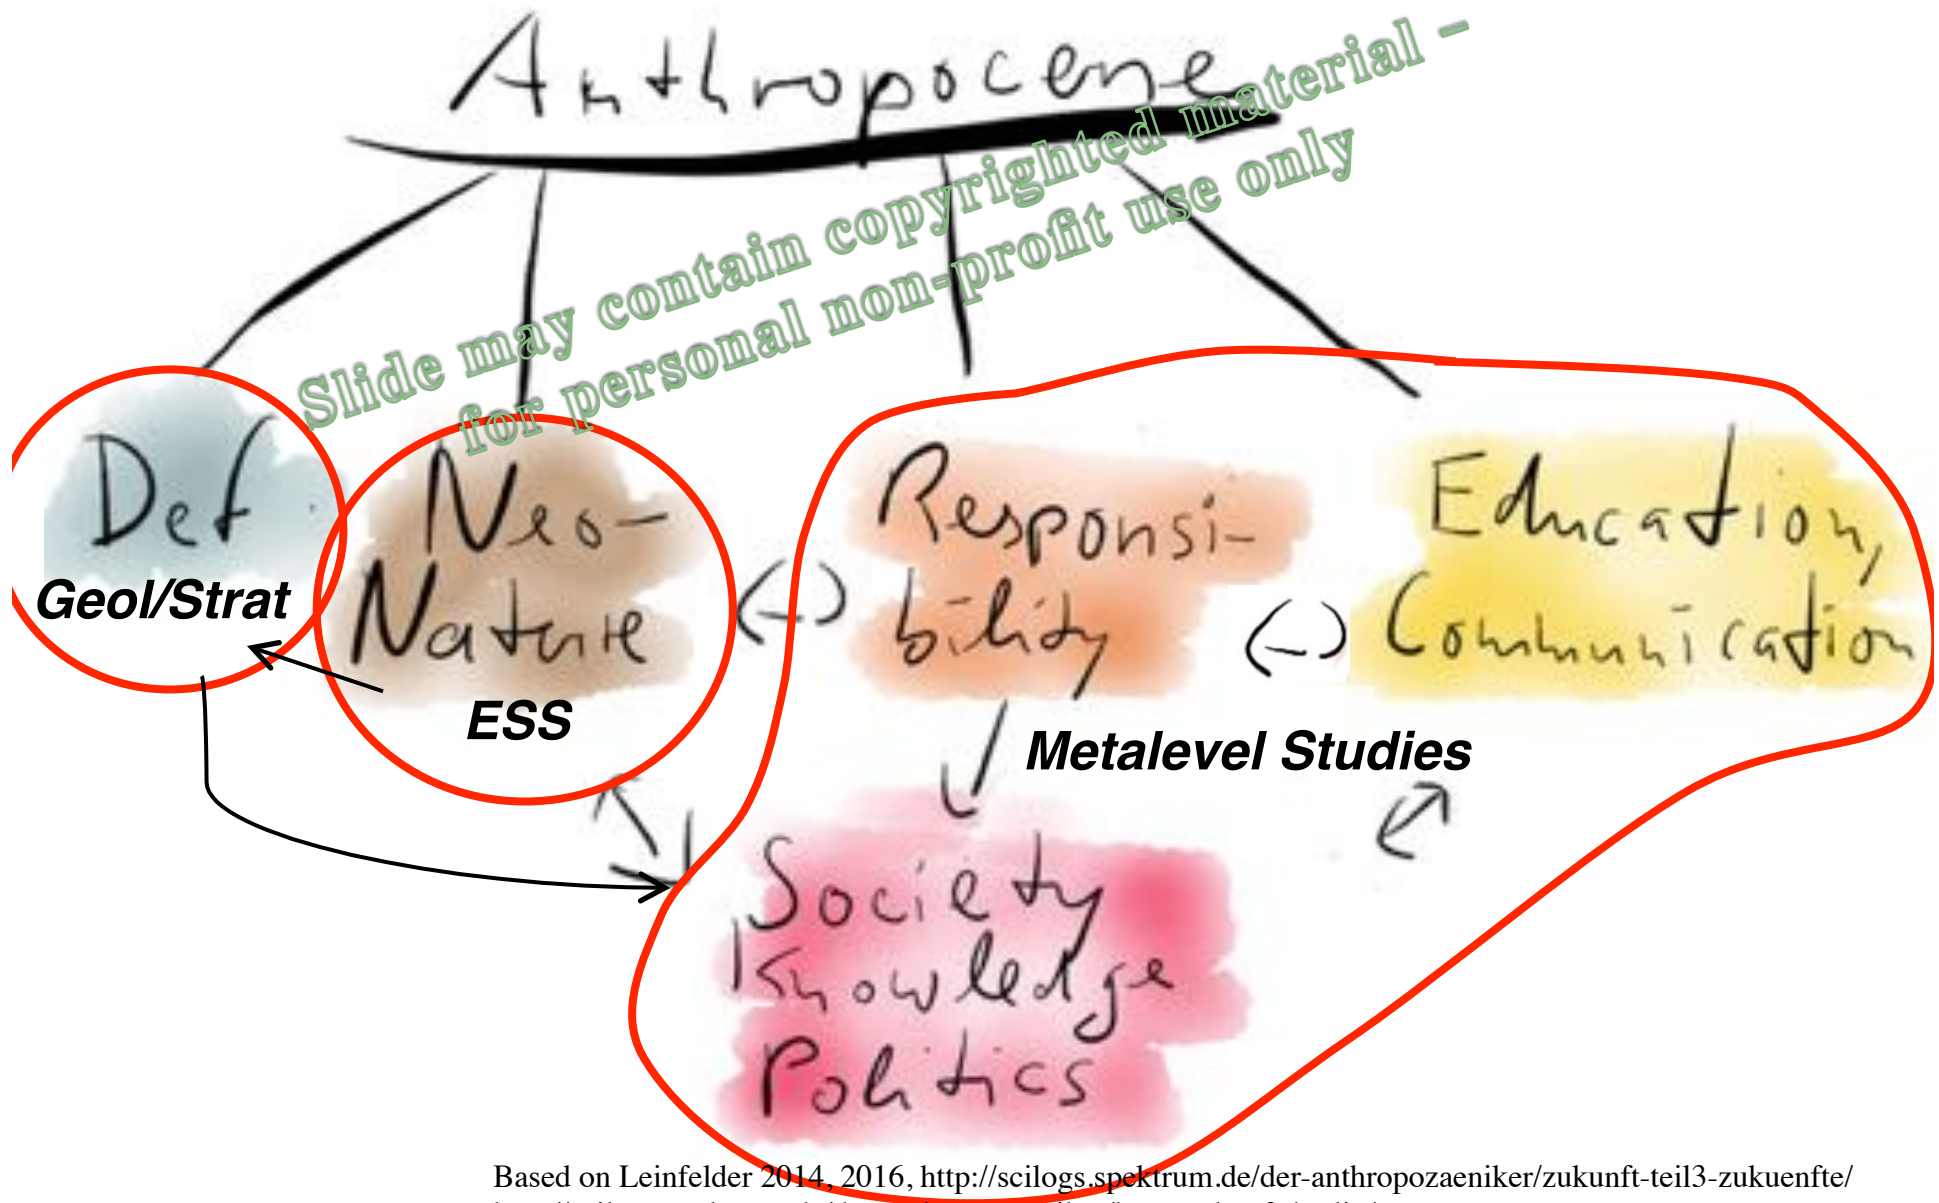 Anthropocene
Slide may contain copyrighted material –
for personal non-profit use only
Def.
Geol/Strat
Neo-
Nature
ESS
(–)
Responsi-
bility
(–)
Education,
Communication
Metalevel Studies
Society
Knowledge
Politics
Based on Leinfelder 2014, 2016, http://scilogs.spektrum.de/der-anthropozaeniker/zukunft-teil3-zukuenfte/